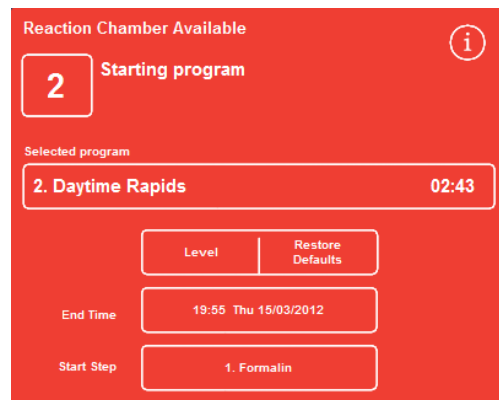 Reaction Chamber Available
i
2
Starting program
Selected program
2. Daytime Rapids 02:43
Level
Restore
Defaults
End Time 19:55 Thu 15/03/2012
Start Step 1. Formalin